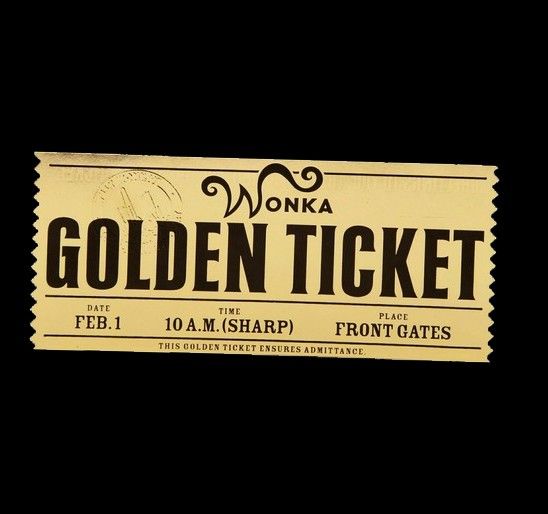 WONKA
GOLDEN TICKET
DATE TIME PLACE
FEB.1 10 A.M.(SHARP) FRONT GATES
THIS GOLDEN TICKET ENSURES ADMITTANCE.